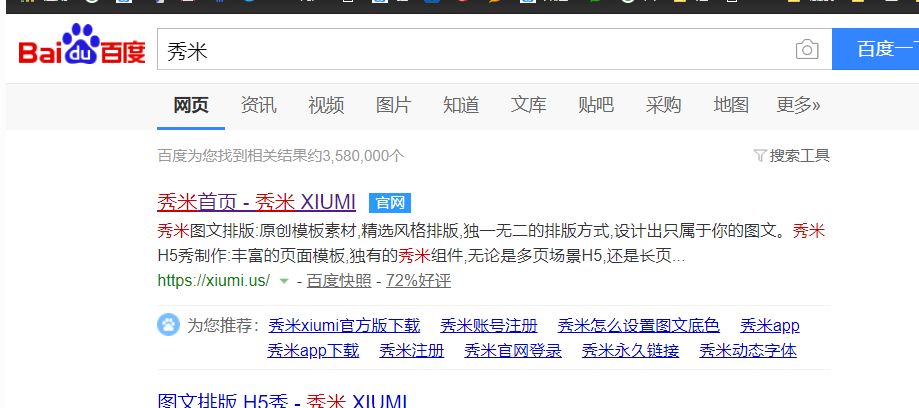 Bai du 百度
秀米
百度一下
网页 资讯 视频 图片 知道 文库 贴吧 采购 地图 更多»
百度为您找到相关结果约3,580,000个
搜索工具
秀米首页 - 秀米 XIUMI 官网
秀米图文排版:原创模板素材,精选风格排版,独一无二的排版方式,设计出只属于你的图文。秀米
H5秀制作:丰富的页面模板,独有的秀米组件,无论是多页场景H5,还是长页...
https://xiumi.us/ - 百度快照 - 72%好评
为您推荐: 秀米xiumi官方版下载 秀米账号注册 秀米怎么设置图文底色 秀米app
秀米app下载 秀米注册 秀米官网登录 秀米永久链接 秀米动态字体
图文排版 H5秀 - 秀米 XIUMI